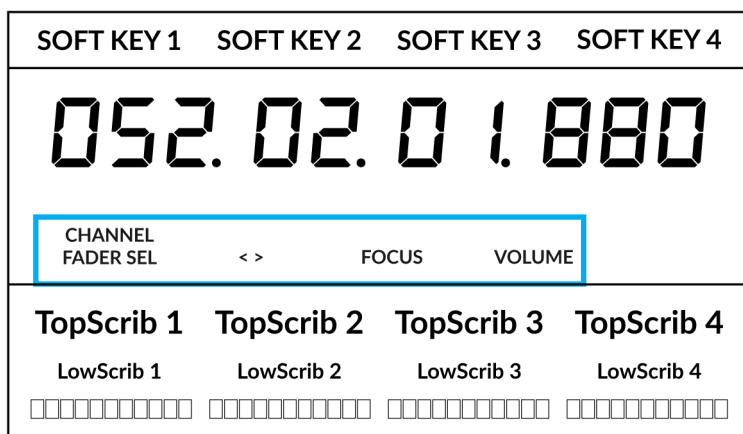 SOFT KEY 1 SOFT KEY 2 SOFT KEY 3 SOFT KEY 4
052. 02. 01. 880
CHANNEL
FADER SEL < > FOCUS VOLUME
TopScrib 1 TopScrib 2 TopScrib 3 TopScrib 4
LowScrib 1 LowScrib 2 LowScrib 3 LowScrib 4